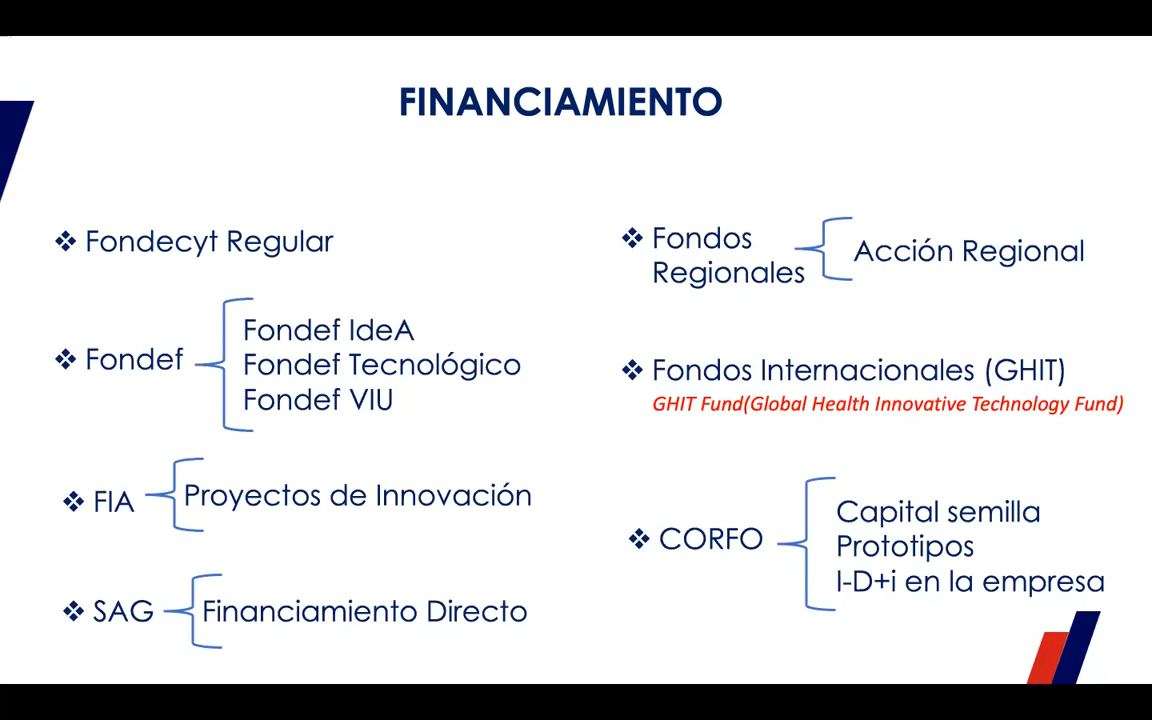 FINANCIAMIENTO
❖ Fondecyt Regular
❖ Fondef
Fondef IdeA
Fondef Tecnológico
Fondef VIU
❖ FIA
Proyectos de Innovación
❖ SAG
Financiamiento Directo
❖ Fondos
Regionales
Acción Regional
❖ Fondos Internacionales (GHIT)
GHIT Fund(Global Health Innovative Technology Fund)
❖ CORFO
Capital semilla
Prototipos
I-D+i en la empresa